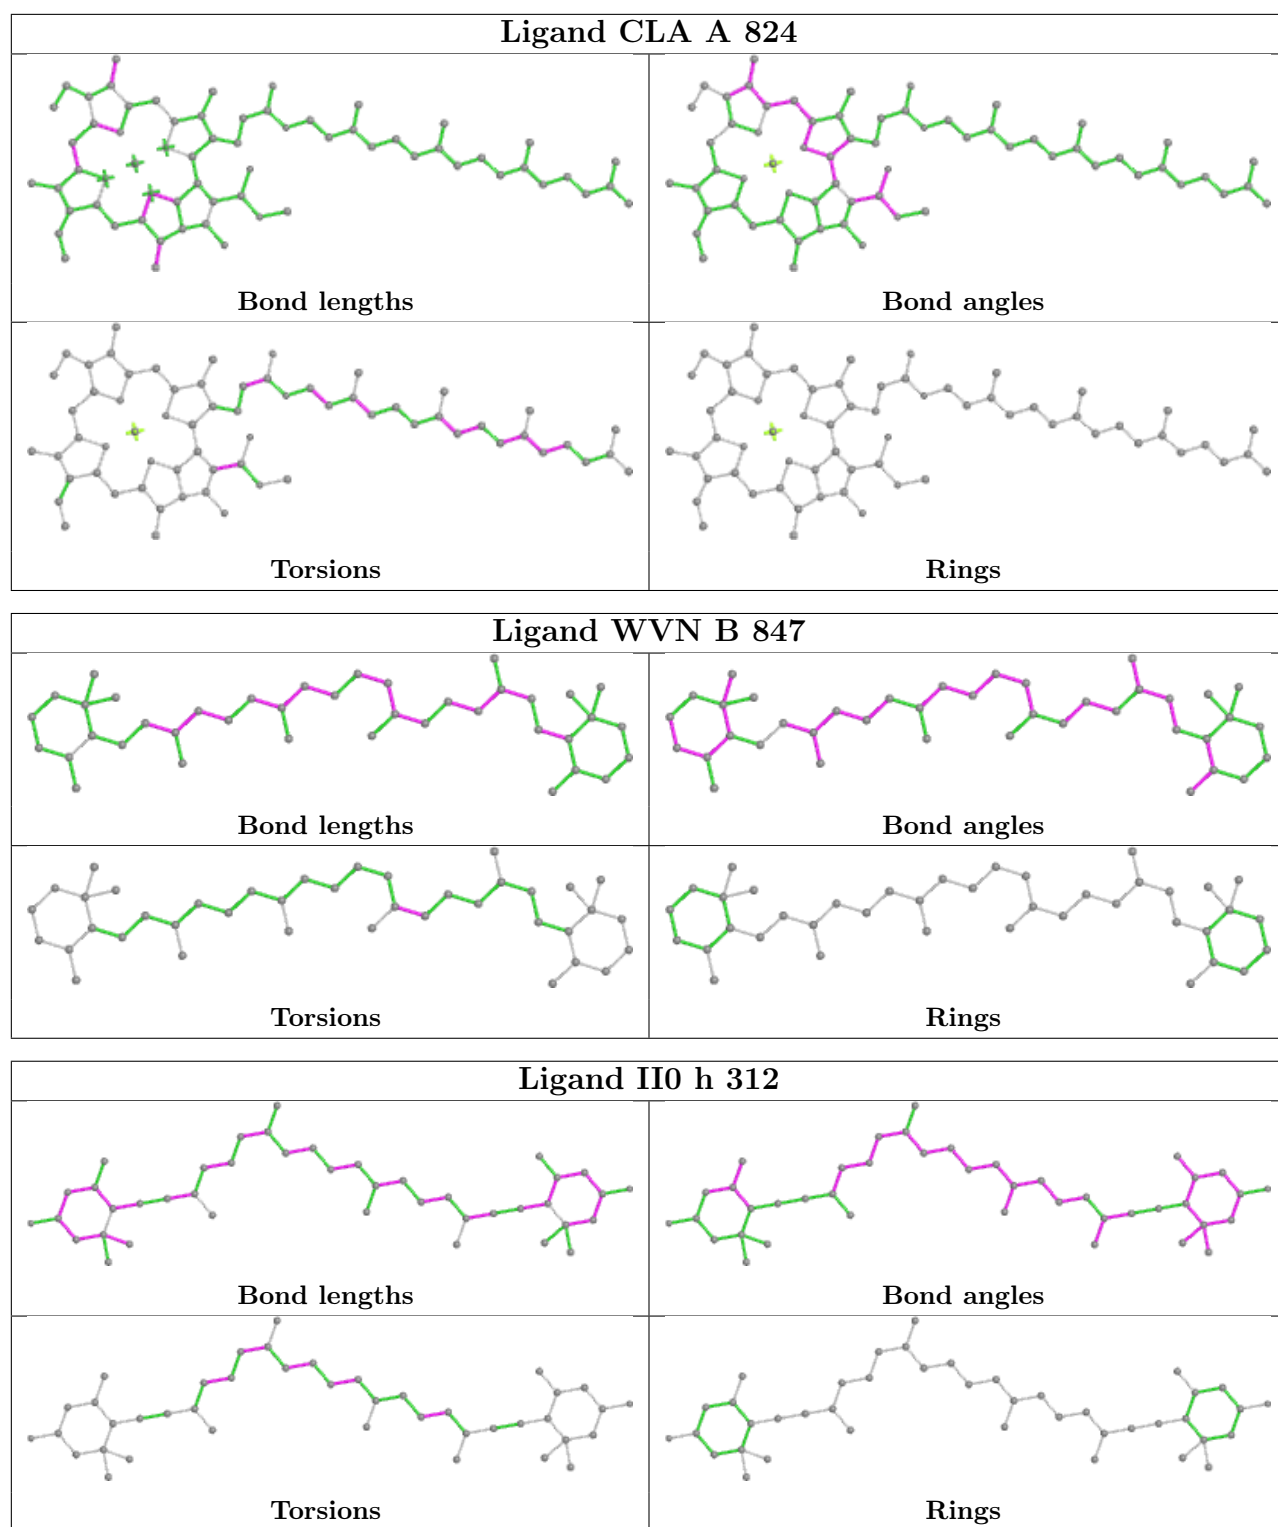 Ligand CLA A 824
Bond lengths
Bond angles
Torsions
Rings
Ligand WVN B 847
Bond lengths
Bond angles
Torsions
Rings
Ligand II0 h 312
Bond lengths
Bond angles
Torsions
Rings